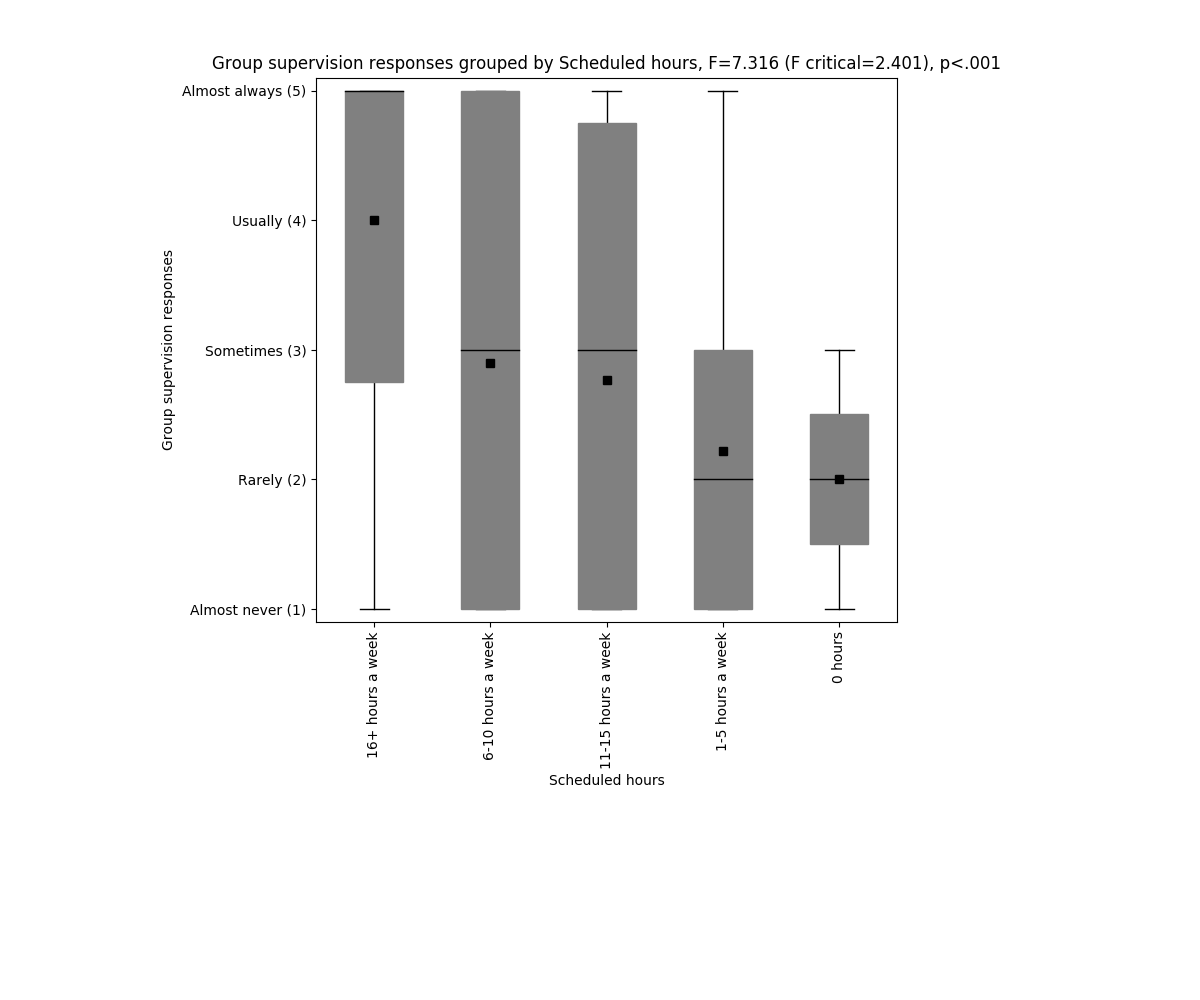 Group supervision responses grouped by Scheduled hours, F=7.316 (F critical=2.401), p<.001
Almost always (5)
Usually (4)
Sometimes (3)
Rarely (2)
Almost never (1)
Group supervision responses
16+ hours a week
6-10 hours a week
11-15 hours a week
1-5 hours a week
0 hours
Scheduled hours